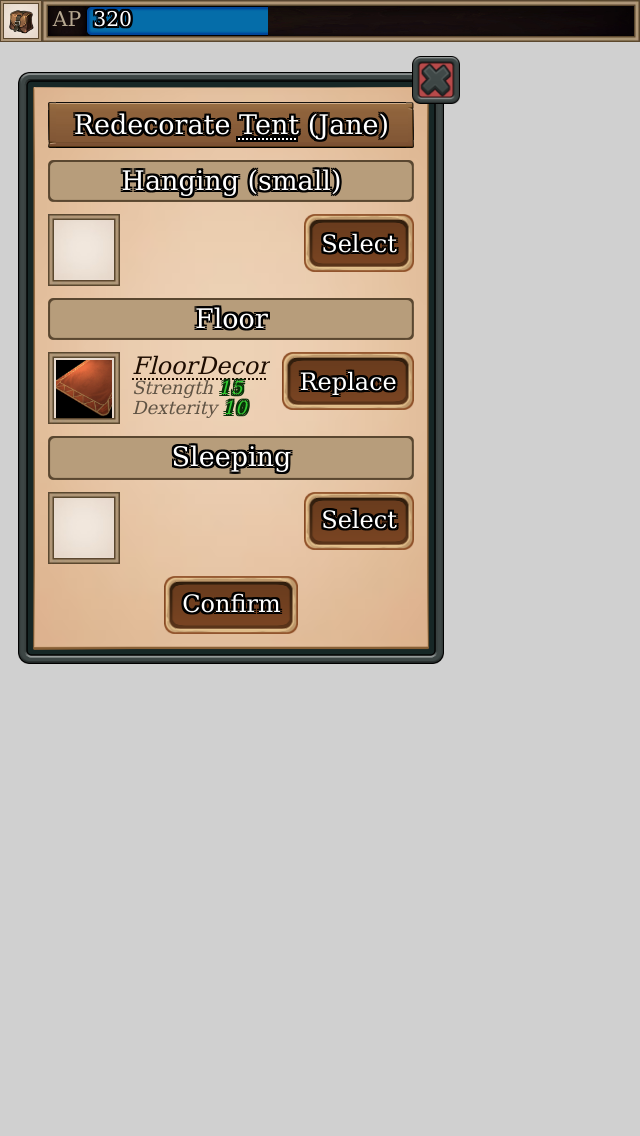 AP 320
Redecorate Tent (Jane)
Hanging (small)
Select
Floor
FloorDecor
Strength 15
Dexterity 10
Replace
Sleeping
Select
Confirm